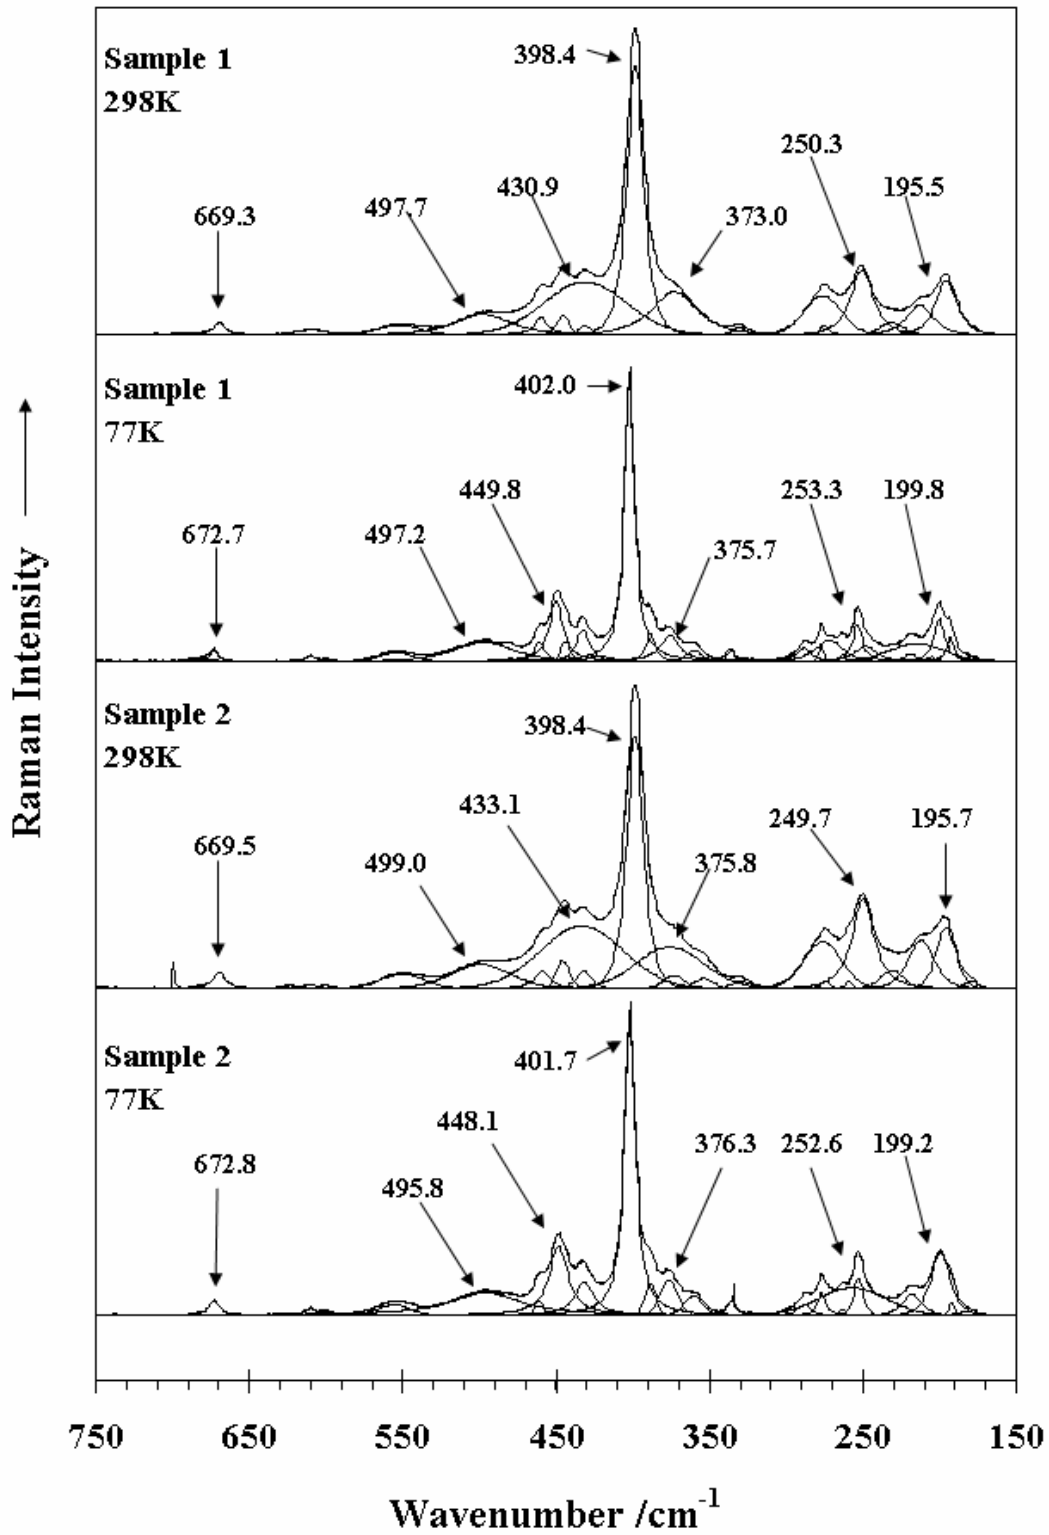 Sample 1
298K
398.4
250.3
430.9
195.5
497.7
669.3
373.0
Sample 1
77K
402.0
449.8
253.3
199.8
672.7
497.2
375.7
Sample 2
298K
398.4
433.1
249.7
195.7
669.5
499.0
375.8
Sample 2
77K
401.7
448.1
376.3
252.6
199.2
672.8
495.8
Raman Intensity
750 650 550 450 350 250 150
Wavenumber /cm⁻¹